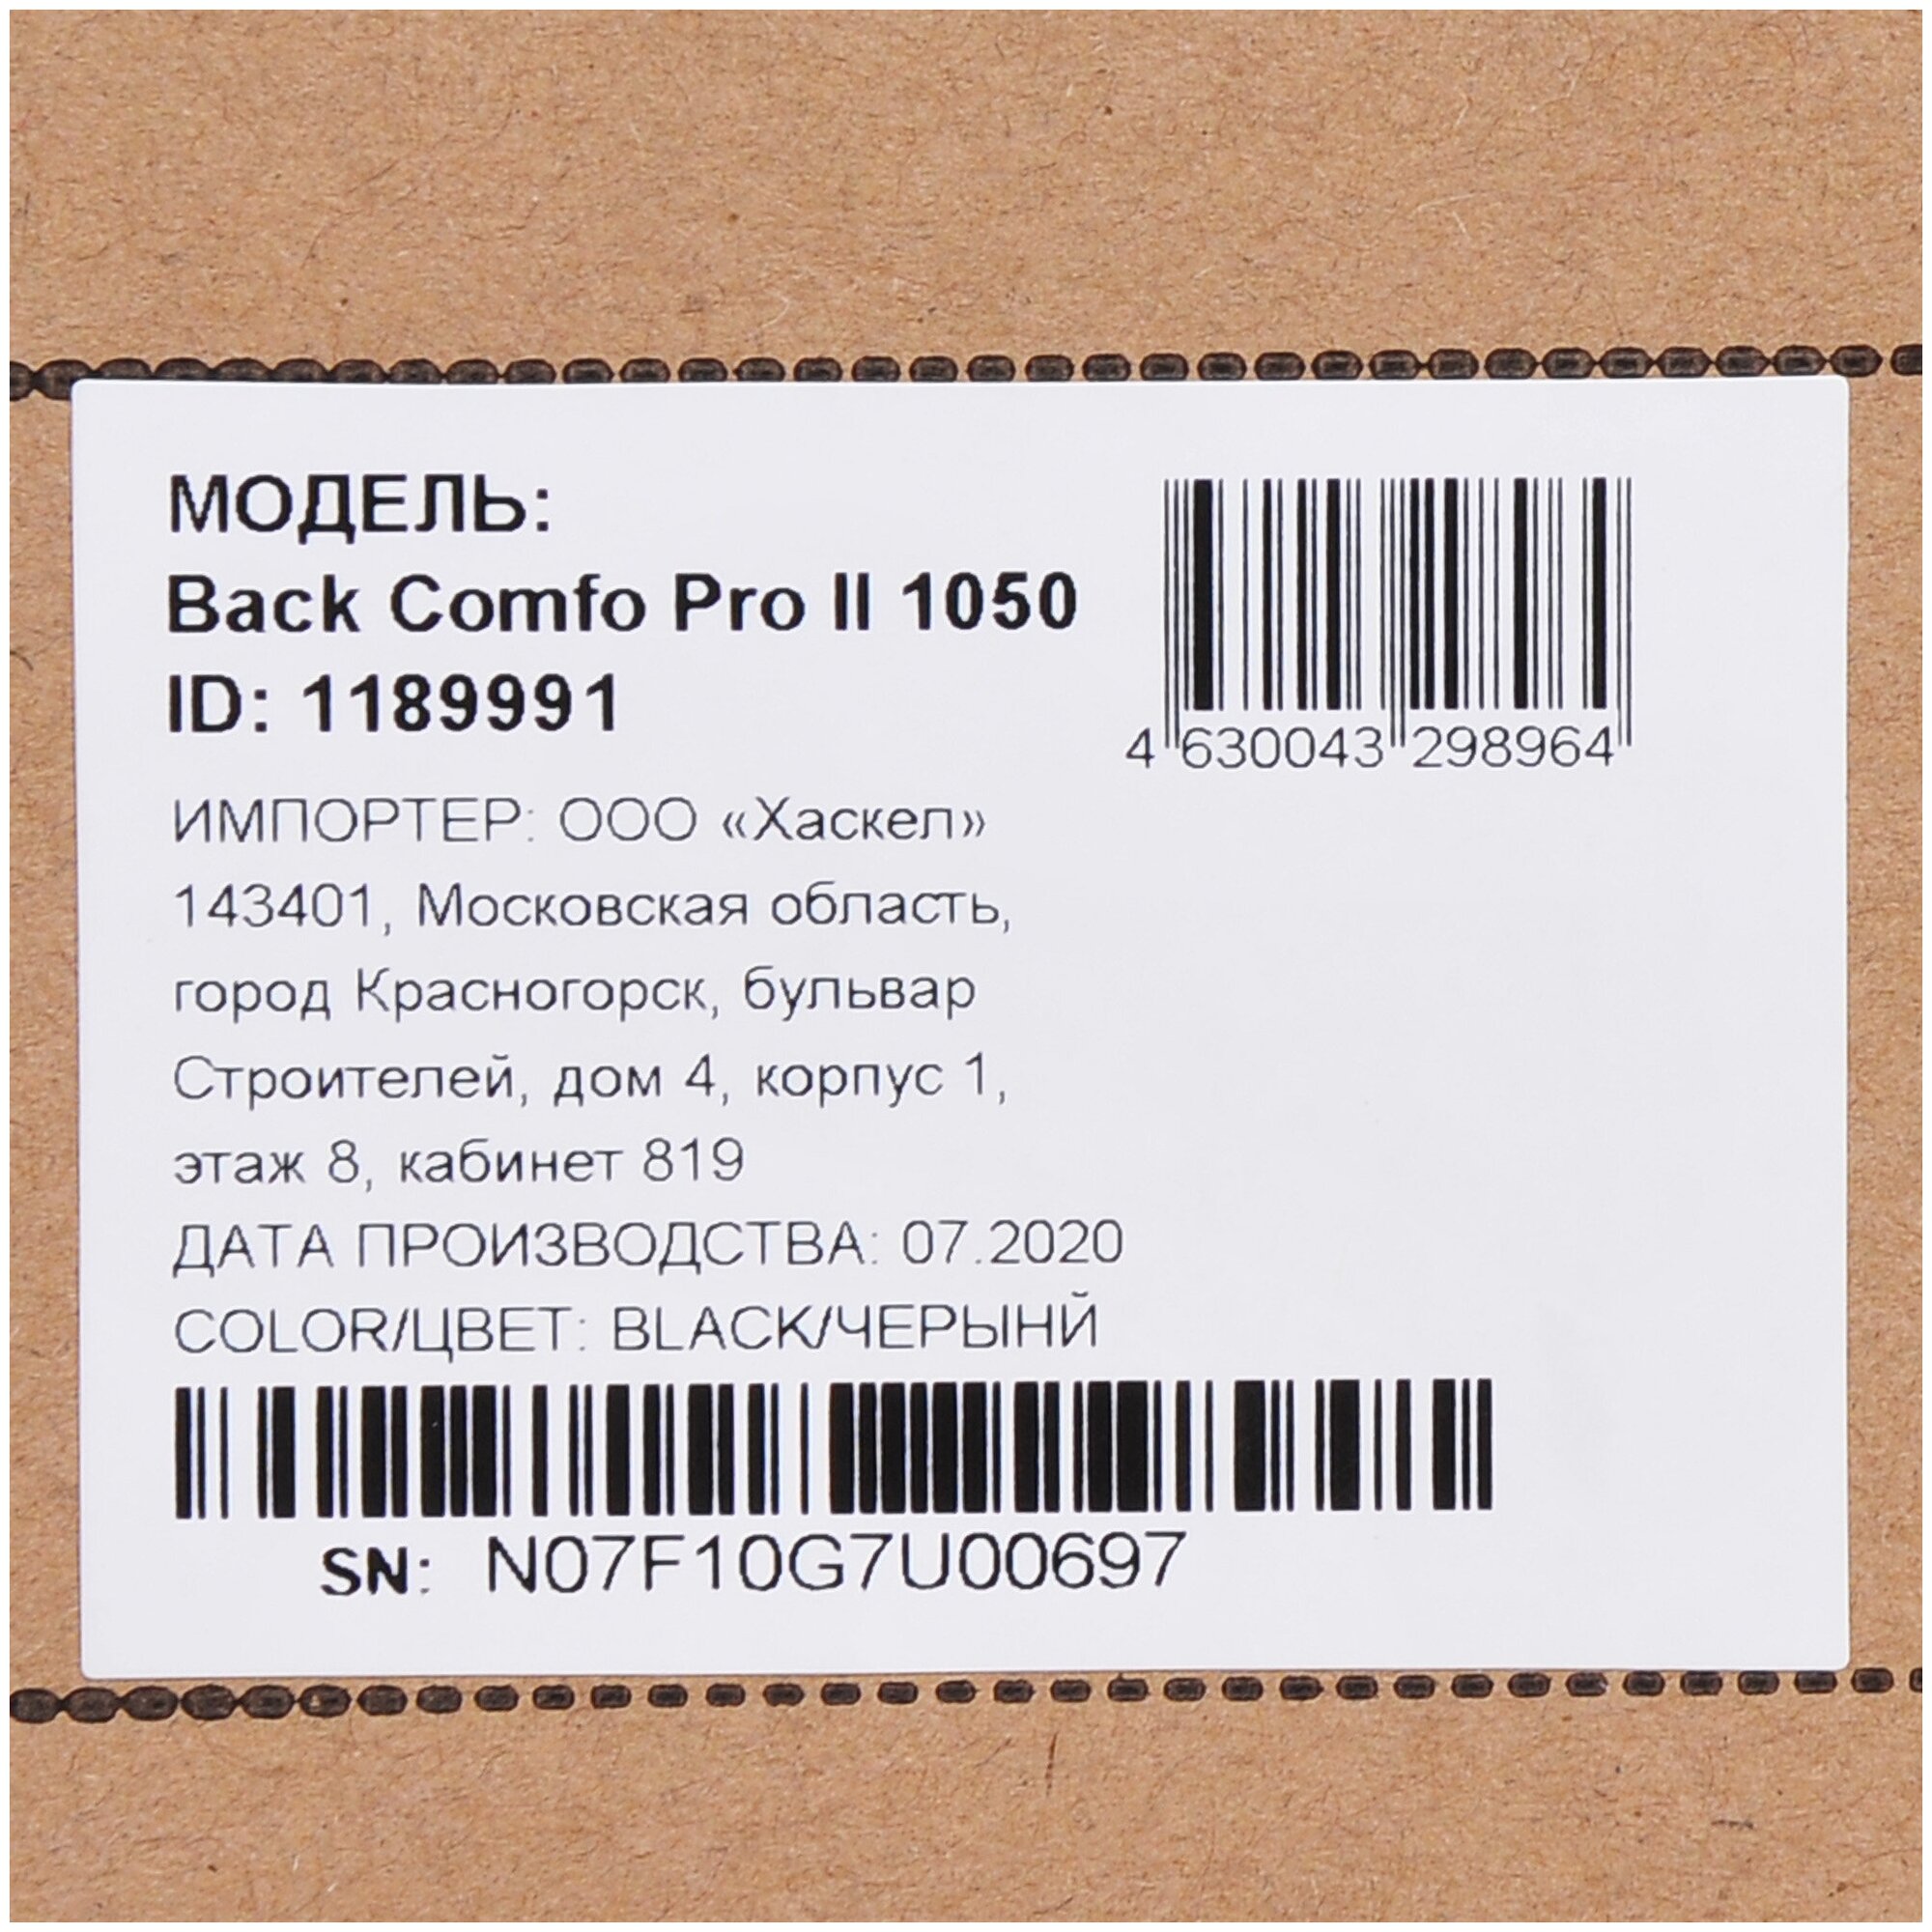 МОДЕЛЬ:
Back Comfo Pro II 1050
ID: 1189991
4 630043 298964
ИМПОРТЕР: ООО «Хаскел»
143401, Московская область,
город Красногорск, бульвар
Строителей, дом 4, корпус 1,
этаж 8, кабинет 819
ДАТА ПРОИЗВОДСТВА: 07.2020
COLOR/ЦВЕТ: BLACK/ЧЕРЫНЙ
SN: N07F10G7U00697